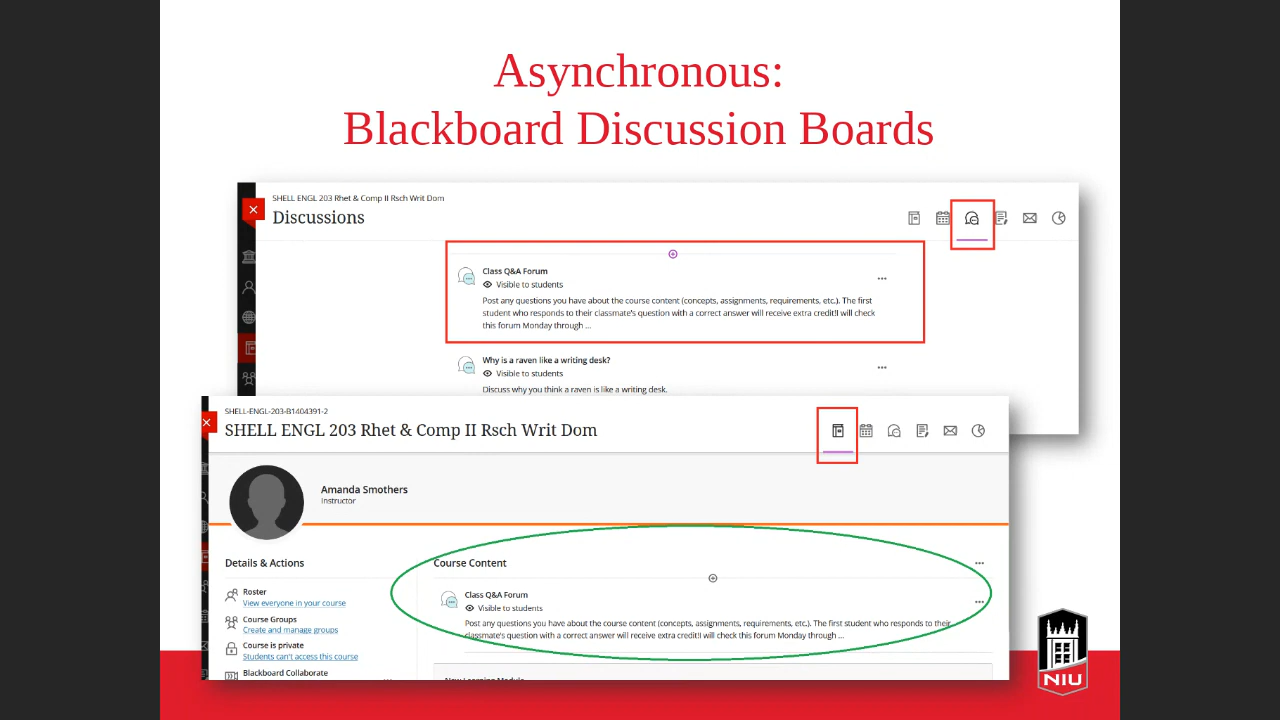 Asynchronous:
Blackboard Discussion Boards
SHELL ENGL 203 Rhet & Comp II Rsch Writ Dom
Discussions
Class Q&A Forum
Visible to students
Post any questions you have about the course content (concepts, assignments, requirements, etc.). The first
student who responds to their classmate's question with a correct answer will receive extra credit!I will check
this forum Monday through ...
Why is a raven like a writing desk?
Visible to students
Discuss why you think a raven is like a writing desk.
SHELL-ENGL-203-B1404391-2
SHELL ENGL 203 Rhet & Comp II Rsch Writ Dom
Amanda Smothers
Instructor
Details & Actions
Roster
View everyone in your course
Course Groups
Create and manage groups
Course is private
Students can't access this course
Blackboard Collaborate
Course Content
Class Q&A Forum
Visible to students
Post any questions you have about the course content (concepts, assignments, requirements, etc.). The first student who responds to their
classmate's question with a correct answer will receive extra credit!I will check this forum Monday through ...
New Learning Module
NIU